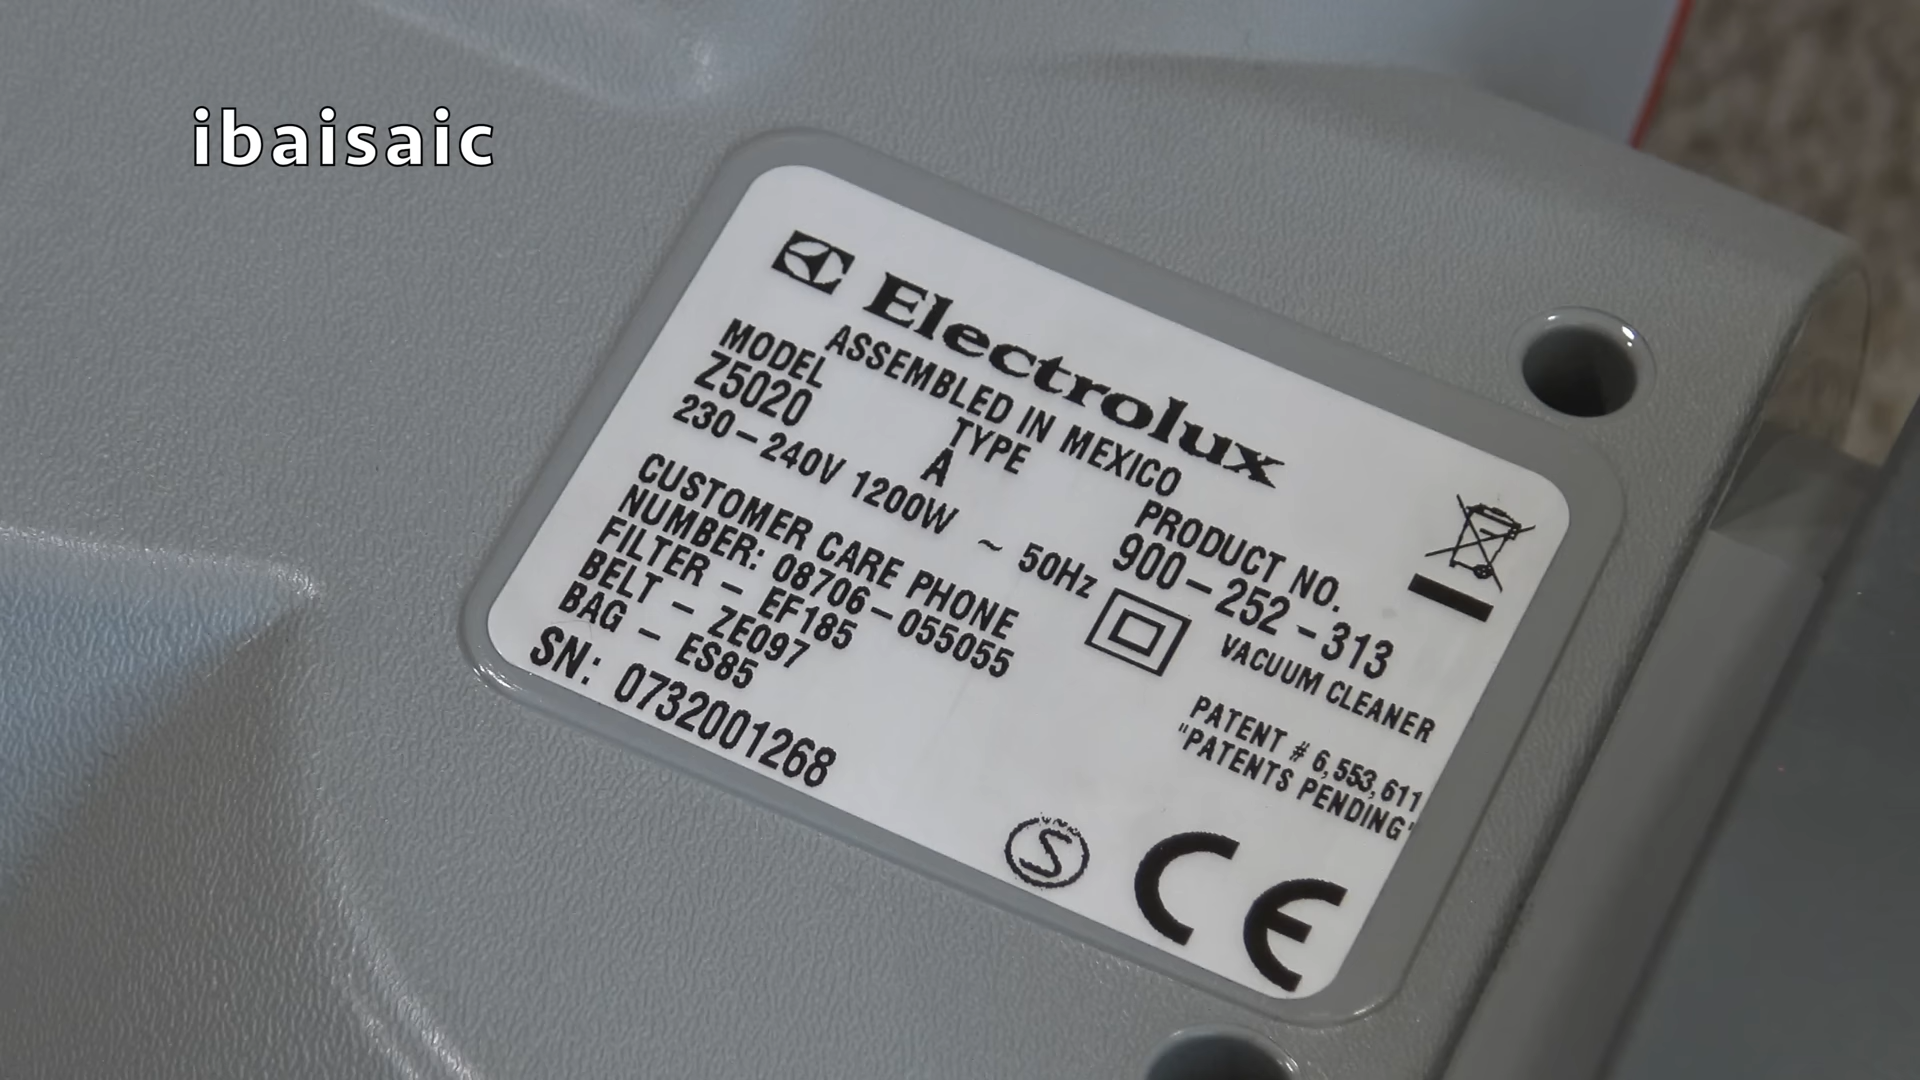 ibaisaic
Electrolux
ASSEMBLED IN MEXICO
MODEL TYPE PRODUCT NO.
Z5020 A 900-252-313
230-240V 1200W ~ 50Hz VACUUM CLEANER
CUSTOMER CARE PHONE
NUMBER: 08706-055055
FILTER - EF185
BELT - ZE097
BAG - ES85
SN: 0732001268
PATENT # 6,553,611
"PATENTS PENDING"
S
CE